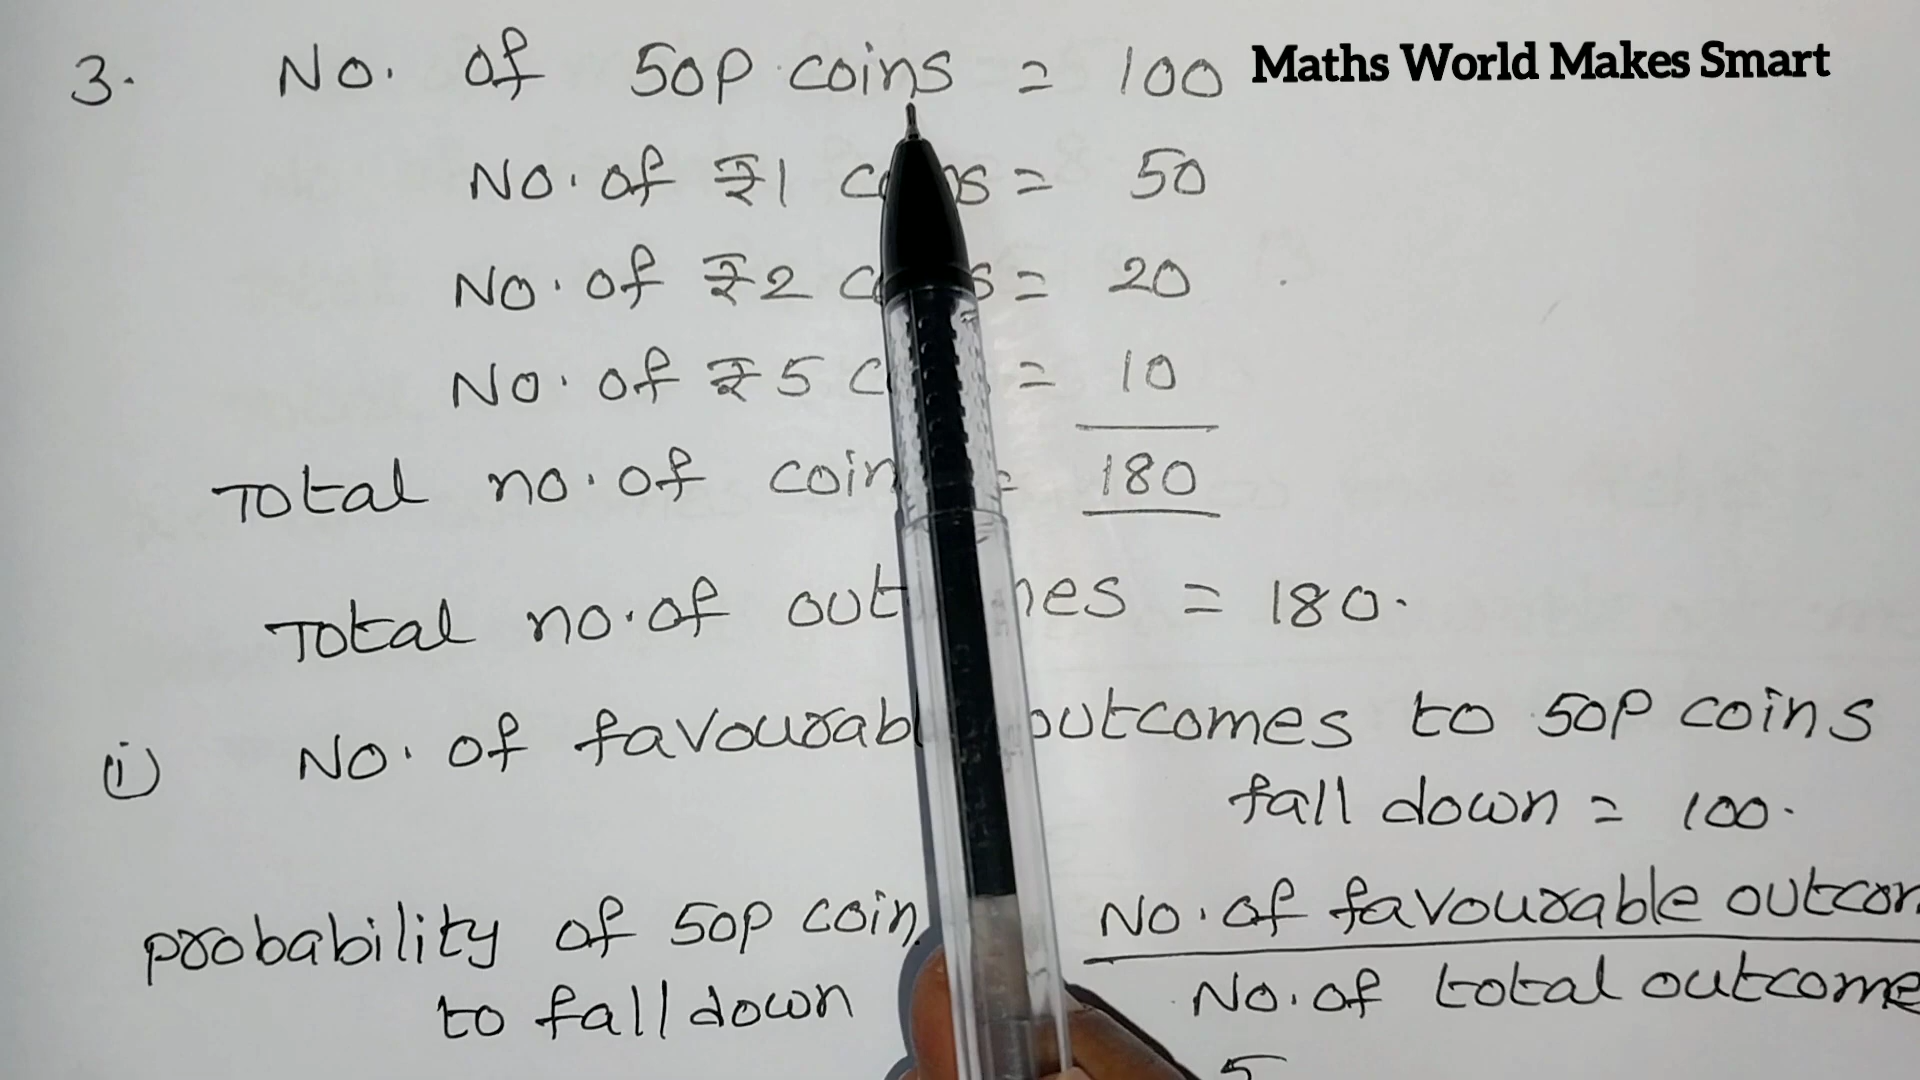 3. No. of 50p coins = 100 Maths World Makes Smart
No. of ₹1 = 50
No. of ₹2 = 20
No. of ₹5 = 10
Total no. of = 180
Total no. of = 180.
(i) No. of outcomes to 50P coins
fall down = 100.
probability of 50p coin No. of favourable
to fall down No. of total
5